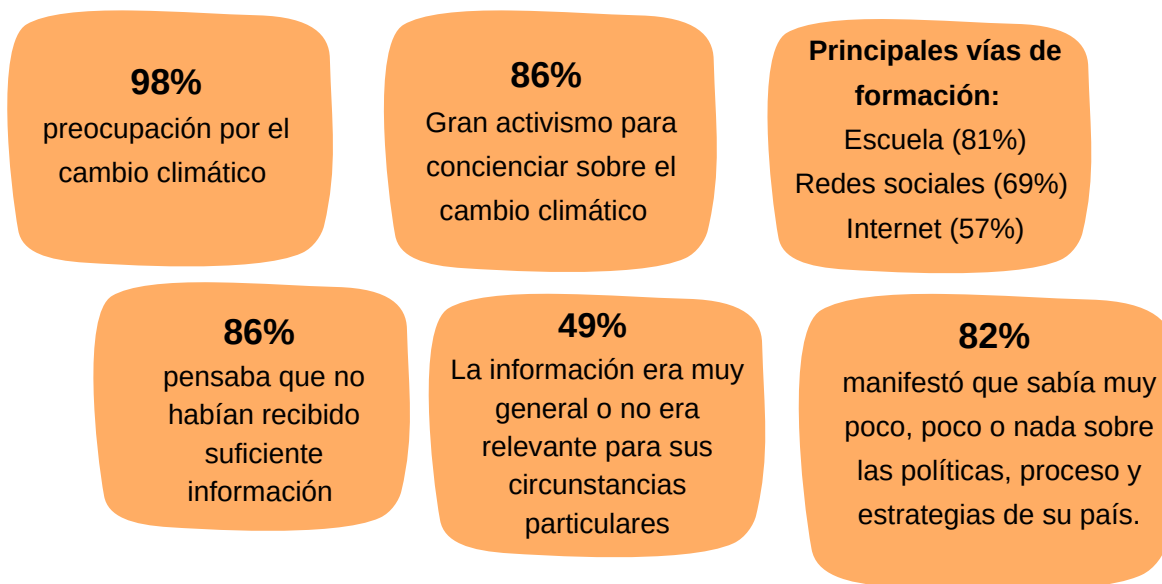 98%
preocupación por el
cambio climático
86%
Gran activismo para
concienciar sobre el
cambio climático
Principales vías de
formación:
Escuela (81%)
Redes sociales (69%)
Internet (57%)
86%
pensaba que no
habían recibido
suficiente
información
49%
La información era muy
general o no era
relevante para sus
circunstancias
particulares
82%
manifestó que sabía muy
poco, poco o nada sobre
las políticas, proceso y
estrategias de su país.